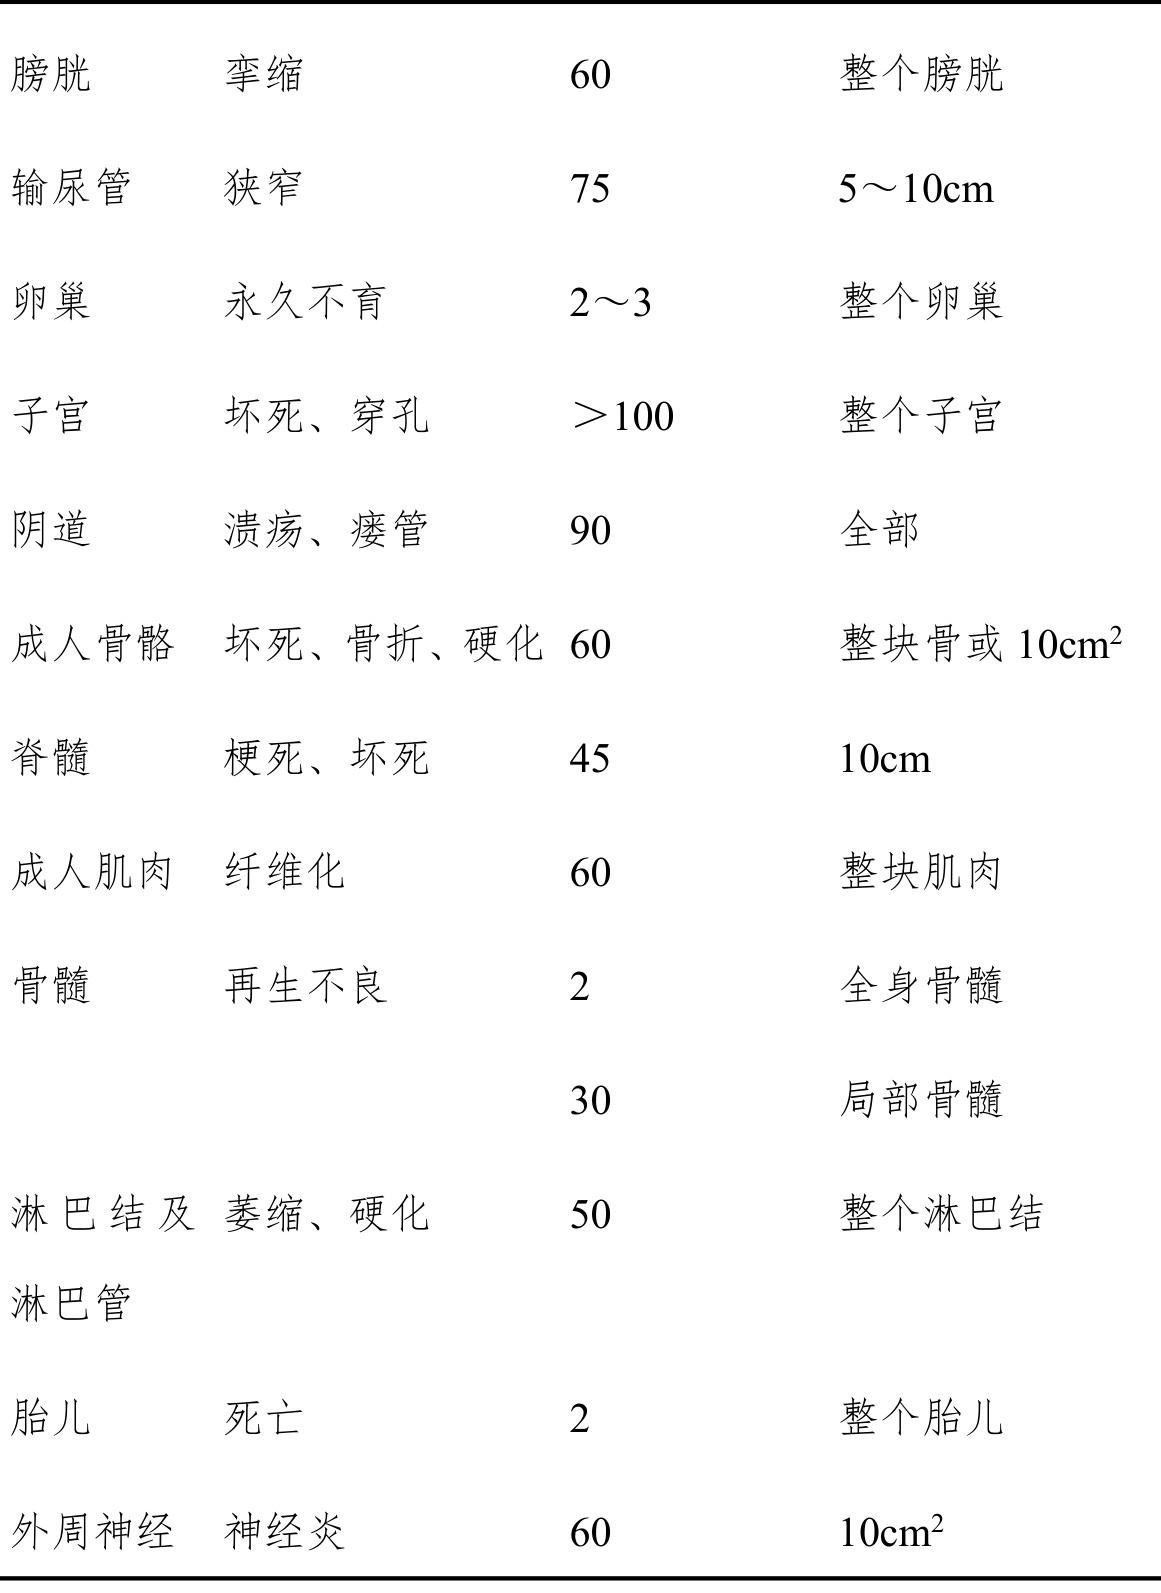 膀胱 挛缩 60 整个膀胱
输尿管 狭窄 75 5～10cm
卵巢 永久不育 2～3 整个卵巢
子宫 坏死、穿孔 ＞100 整个子宫
阴道 溃疡、瘘管 90 全部
成人骨骼 坏死、骨折、硬化 60 整块骨或 10cm²
脊髓 梗死、坏死 45 10cm
成人肌肉 纤维化 60 整块肌肉
骨髓 再生不良 2 全身骨髓
30 局部骨髓
淋巴结及 萎缩、硬化 50 整个淋巴结
淋巴管
胎儿 死亡 2 整个胎儿
外周神经 神经炎 60 10cm²